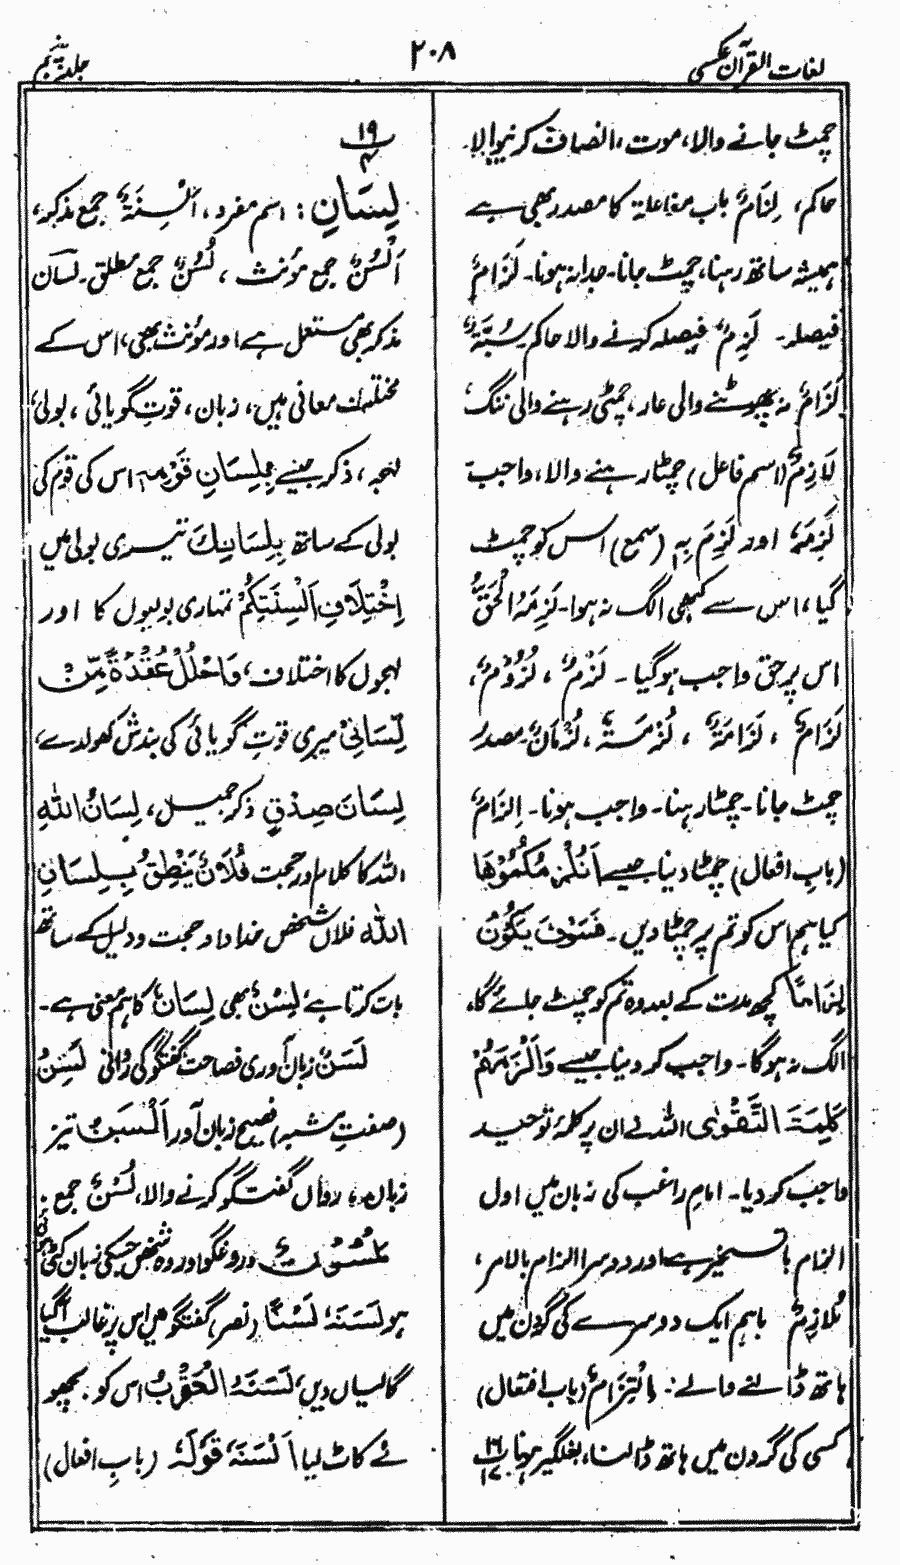 لغات القرآن عکسی
۲۰۸
جلد پنجم
چمٹ جانے والا، موت، انصاف کرنیوالا۔
حاکم، لِزَامٌ باب مفاعلۃ کا مصدر بھی ہے
ہمیشہ ساتھ رہنا، چمٹ جانا۔ جدا نہ ہونا۔ لَزَامٌ
فیصلہ۔ لَزِمٌ فیصلہ کرنے والا حاکم سُبَّۃٌ
لَزَامٌ نہ چھوٹنے والی عار، چمٹی رہنے والی ننگ
لَازِمٌ (اسم فاعل) چمٹا رہنے والا، واجب
لَزِمَہٗ اور لَزِمَ بِہٖ (سمع) اس کو چمٹ
گیا، اس سے کبھی الگ نہ ہوا۔ لَزِمَہُ الْحَقُّ
اس پر حق واجب ہوگیا۔ لَزْمٌ، لُزُوْمٌ،
لَزَامٌ، لَزَامَۃٌ، لُزْمَۃٌ، لُزْمَانٌ مصدر
چمٹ جانا۔ چمٹا رہنا۔ واجب ہونا۔ اِلْزَامٌ
(باب افعال) چمٹا دینا جیسے اَنُلْزِمُکُمُوْھَا
کیا ہم اس کو تم پر چمٹا دیں۔ فَسَوْفَ یَکُوْنُ
لِزَامًا کچھ مدت کے بعد وہ تم کو چمٹ جائے گا،
الگ نہ ہوگا۔ واجب کر دینا جیسے وَاَلْزَمَھُمْ
کَلِمَۃَ التَّقْوٰی اللہ نے ان پر کلمۂ توحید
واجب کر دیا۔ امام راغب کی زبان میں اول
الزام بالتسخیر ہے اور دوسرا الزام بالامر،
تَلَازُمٌ باہم ایک دوسرے کی گردن میں
ہاتھ ڈالنے والے۔ اِلْتِزَامٌ (باب افتعال)
کسی کی گردن میں ہاتھ ڈالنا، بغلگیر ہونا
لِسَانٍ: اسم مفرد، اَلْسِنَۃٌ جمع مذکر،
اَلْسُنٌ جمع مؤنث، لُسُنٌ جمع مطلق۔ لسان
مذکر بھی مستعمل ہے اور مؤنث بھی، اس کے
مختلف معانی ہیں، زبان، قوت گویائی، بولی،
لہجہ، ذکر جیسے بِلِسَانِ قَوْمِہٖ اس کی قوم کی
بولی کے ساتھ بِلِسَانِكَ تیری بولی میں
اِخْتِلَافِ اَلْسِنَتِکُمْ تمہاری بولیوں کا اور
لہجوں کا اختلاف، وَاحْلُلْ عُقْدَۃً مِّنْ
لِّسَانِیْ میری قوت گویائی کی بندش کھولدے،
لِسَانَ صِدْقٍ ذکر جمیل، لِسَانُ اللّٰہِ
اللہ کا کلام اور حجت فُلَانٌ یَنْطِقُ بِلِسَانِ
اللّٰہِ فلاں شخص خدا داد حجت و دلیل کے ساتھ
بات کرتا ہے، لِسْنٌ بھی لِسَانٌ کا ہم معنی ہے۔
لَسَنٌ زبان آوری فصاحت گفتگو کی روانی لَسِنٌ
(صفت مشبہ) فصیح زبان آور اَلْسَنُ تیز
زبان، رواں گفتگو کرنے والا، لُسْنٌ جمع
مَلْسُوْنٌ دروغگو اور وہ شخص جسکی زبان کٹی
ہو لَسَنَہٗ، لَسْنًا (نصر) گفتگو میں اس پر غالب آگیا
گالیاں دیں، لَسَنَتْہُ الْعَقْرَبُ اس کو بچھو
نے کاٹ لیا اَلْسَنَہٗ قَوْلَہٗ (باب افعال)